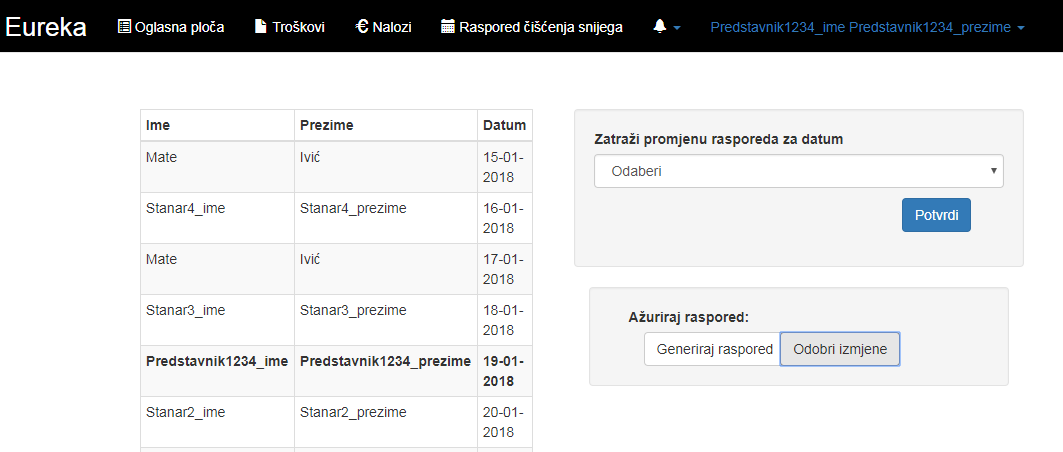 Eureka Oglasna ploča Troškovi Nalozi Raspored čišćenja snijega Predstavnik1234_ime Predstavnik1234_prezime
Ime Prezime Datum
Mate Ivić 15-01-
2018
Stanar4_ime Stanar4_prezime 16-01-
2018
Mate Ivić 17-01-
2018
Stanar3_ime Stanar3_prezime 18-01-
2018
Predstavnik1234_ime Predstavnik1234_prezime 19-01-
2018
Stanar2_ime Stanar2_prezime 20-01-
2018
Zatraži promjenu rasporeda za datum
Odaberi
Potvrdi
Ažuriraj raspored:
Generiraj raspored Odobri izmjene